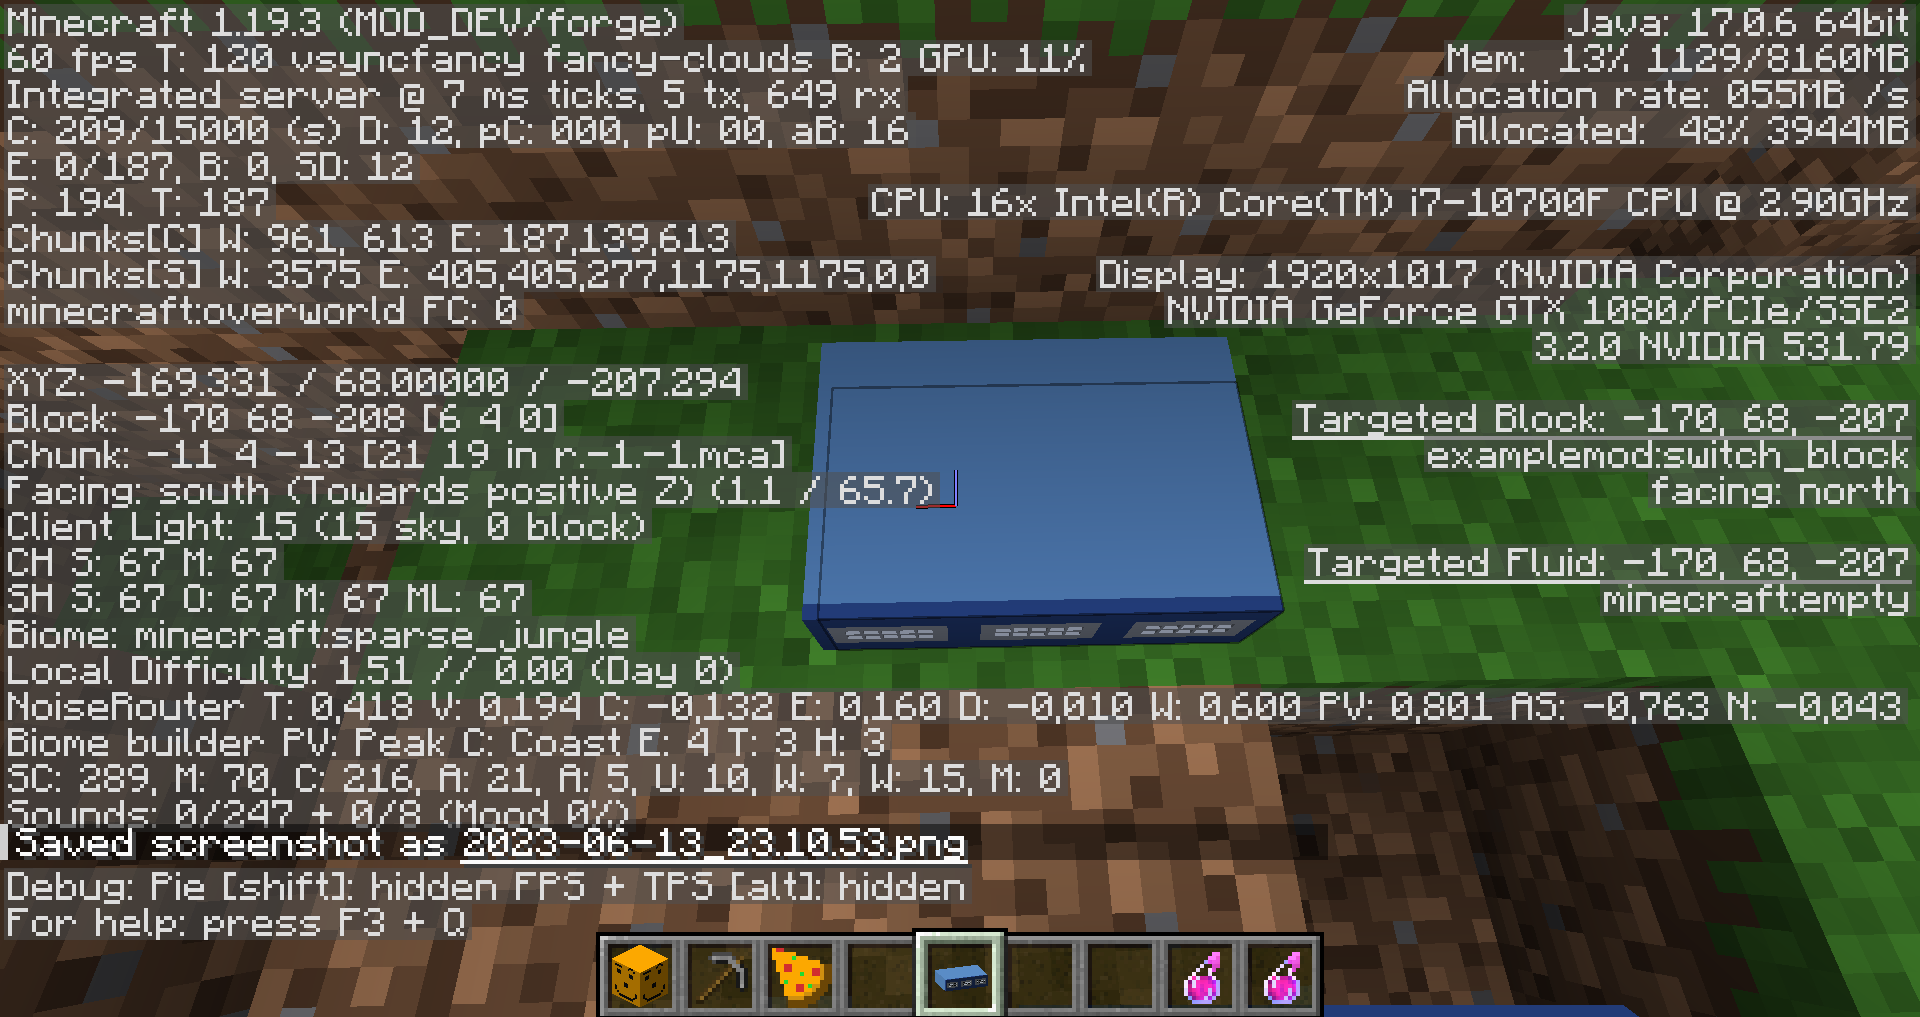 Minecraft 1.19.3 (MOD_DEV/forge)
60 fps T: 120 vsyncfancy fancy-clouds B: 2 GPU: 11%
Integrated server @ 7 ms ticks, 5 tx, 649 rx
C: 209/15000 (s) D: 12, pC: 000, pU: 00, aB: 16
E: 0/187, B: 0, SD: 12
P: 194. T: 187
Chunks[C] W: 961, 613 E: 187,139,613
Chunks[S] W: 3575 E: 405,405,277,1175,1175,0,0
minecraft:overworld FC: 0
XYZ: -169.331 / 68.00000 / -207.294
Block: -170 68 -208 [6 4 0]
Chunk: -11 4 -13 [21 19 in r.-1.-1.mca]
Facing: south (Towards positive Z) (1.1 / 65.7)
Client Light: 15 (15 sky, 0 block)
CH S: 67 M: 67
SH S: 67 O: 67 M: 67 ML: 67
Biome: minecraft:sparse_jungle
Local Difficulty: 1.51 // 0.00 (Day 0)
NoiseRouter T: 0,418 V: 0,194 C: -0,132 E: 0,160 D: -0,010 W: 0,600 PV: 0,801 AS: -0,763 N: -0,043
Biome builder PV: Peak C: Coast E: 4 T: 3 H: 3
SC: 289, M: 70, C: 216, A: 21, A: 5, U: 10, W: 7, W: 15, M: 0
Sounds: 0/247 + 0/8 (Mood 0%)
Saved screenshot as 2023-06-13_23.10.53.png
Debug: Pie [shift]: hidden FPS + TPS [alt]: hidden
For help: press F3 + Q
Java: 17.0.6 64bit
Mem: 13% 1129/8160MB
Allocation rate: 055MB /s
Allocated: 48% 3944MB
CPU: 16x Intel(R) Core(TM) i7-10700F CPU @ 2.90GHz
Display: 1920x1017 (NVIDIA Corporation)
NVIDIA GeForce GTX 1080/PCIe/SSE2
3.2.0 NVIDIA 531.79
Targeted Block: -170, 68, -207
examplemod:switch_block
facing: north
Targeted Fluid: -170, 68, -207
minecraft:empty